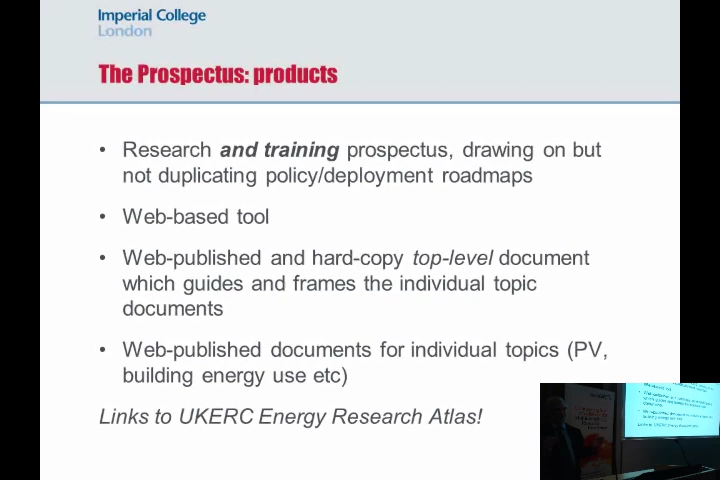 Imperial College
London
The Prospectus: products
• Research and training prospectus, drawing on but
not duplicating policy/deployment roadmaps
• Web-based tool
• Web-published and hard-copy top-level document
which guides and frames the individual topic
documents
• Web-published documents for individual topics (PV,
building energy use etc)
Links to UKERC Energy Research Atlas!